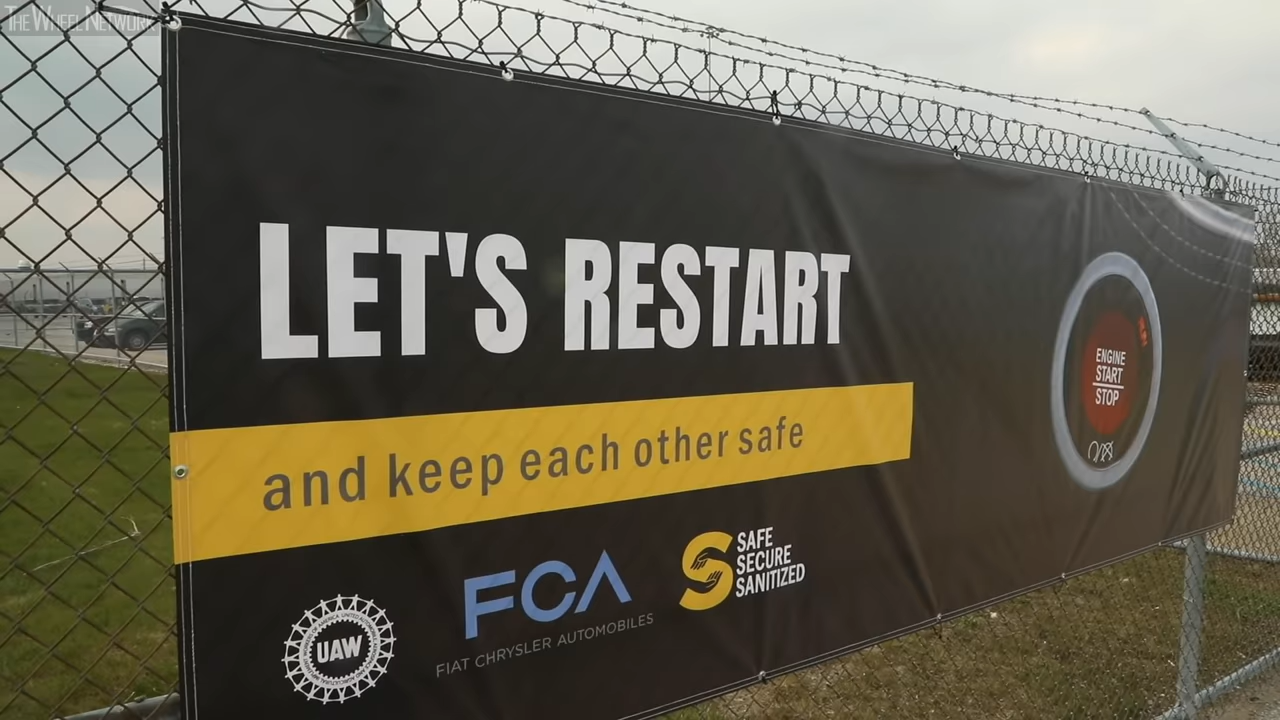 THE WHEEL NETWORK
LET'S RESTART
and keep each other safe
ENGINE
START
STOP
UAW
FCA
FIAT CHRYSLER AUTOMOBILES
SAFE
SECURE
SANITIZED